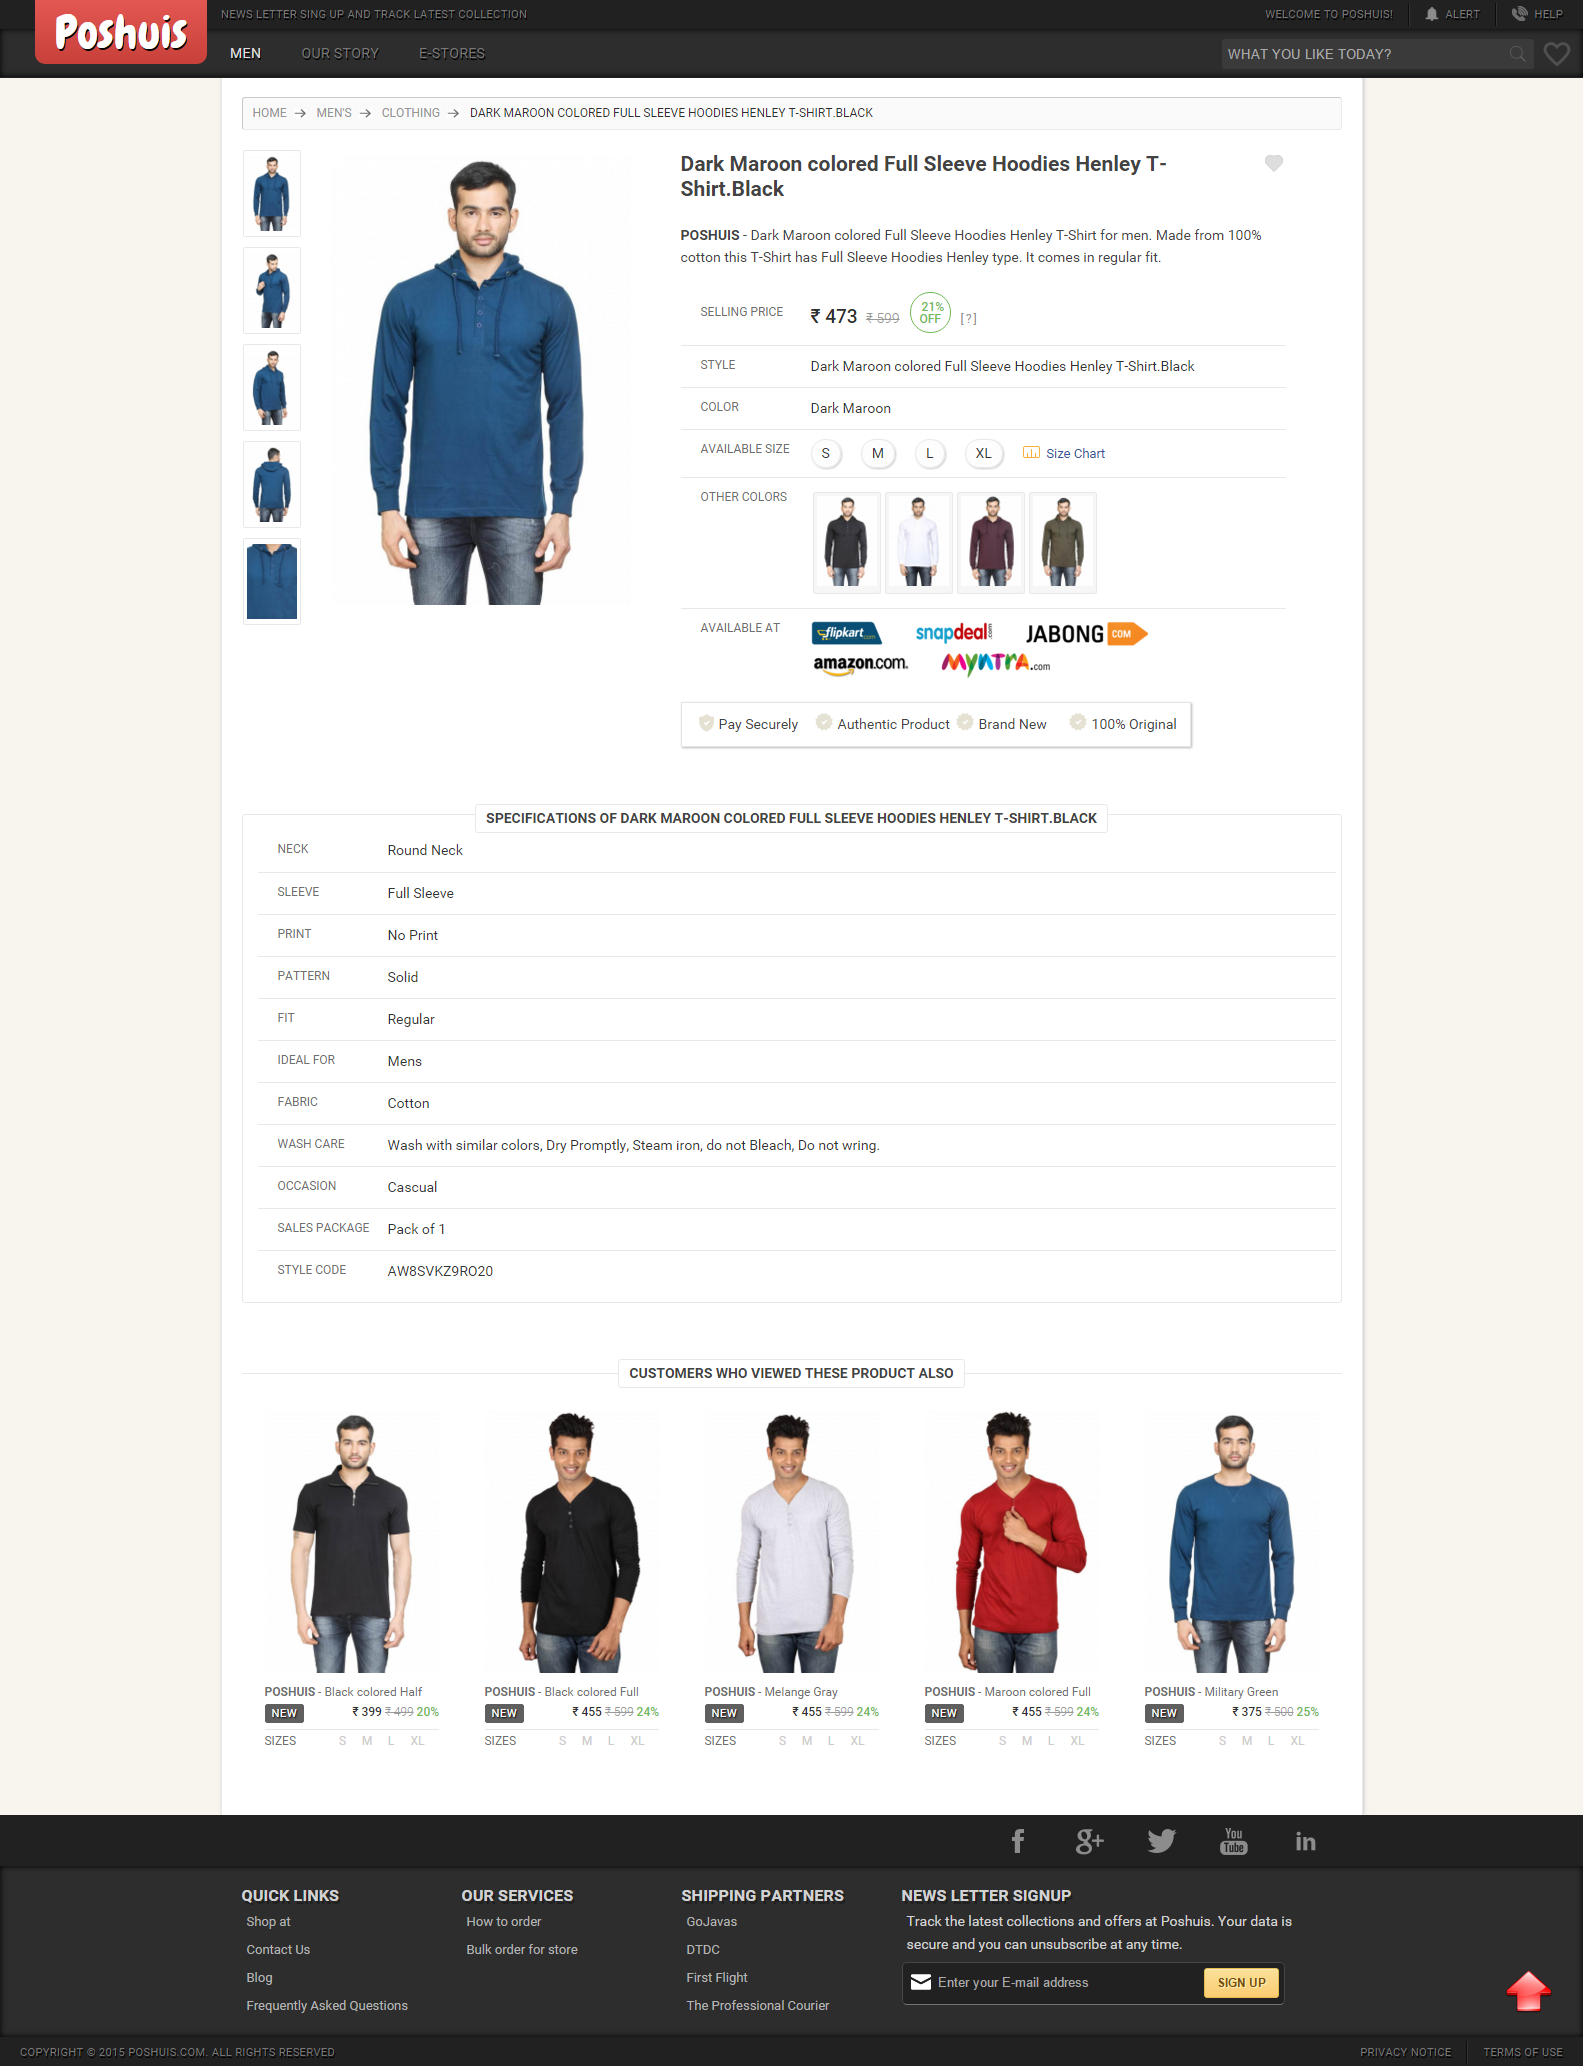 Poshuis
NEWS LETTER SING UP AND TRACK LATEST COLLECTION
WELCOME TO POSHUIS!
ALERT
HELP
MEN
OUR STORY
E-STORES
WHAT YOU LIKE TODAY?
HOME → MEN'S → CLOTHING → DARK MAROON COLORED FULL SLEEVE HOODIES HENLEY T-SHIRT.BLACK
Dark Maroon colored Full Sleeve Hoodies Henley T-
Shirt.Black
POSHUIS - Dark Maroon colored Full Sleeve Hoodies Henley T-Shirt for men. Made from 100%
cotton this T-Shirt has Full Sleeve Hoodies Henley type. It comes in regular fit.
SELLING PRICE ₹ 473 ₹ 599 21% OFF [?]
STYLE Dark Maroon colored Full Sleeve Hoodies Henley T-Shirt.Black
COLOR Dark Maroon
AVAILABLE SIZE S M L XL Size Chart
OTHER COLORS
AVAILABLE AT flipkart.com snapdeal.com JABONG COM
amazon.com. Myntra.com
Pay Securely Authentic Product Brand New 100% Original
SPECIFICATIONS OF DARK MAROON COLORED FULL SLEEVE HOODIES HENLEY T-SHIRT.BLACK
NECK Round Neck
SLEEVE Full Sleeve
PRINT No Print
PATTERN Solid
FIT Regular
IDEAL FOR Mens
FABRIC Cotton
WASH CARE Wash with similar colors, Dry Promptly, Steam iron, do not Bleach, Do not wring.
OCCASION Cascual
SALES PACKAGE Pack of 1
STYLE CODE AW8SVKZ9RO20
CUSTOMERS WHO VIEWED THESE PRODUCT ALSO
POSHUIS - Black colored Half
NEW ₹ 399 ₹ 499 20%
SIZES S M L XL
POSHUIS - Black colored Full
NEW ₹ 455 ₹ 599 24%
SIZES S M L XL
POSHUIS - Melange Gray
NEW ₹ 455 ₹ 599 24%
SIZES S M L XL
POSHUIS - Maroon colored Full
NEW ₹ 455 ₹ 599 24%
SIZES S M L XL
POSHUIS - Military Green
NEW ₹ 375 ₹ 500 25%
SIZES S M L XL
f g+ You Tube in
QUICK LINKS
Shop at
Contact Us
Blog
Frequently Asked Questions
OUR SERVICES
How to order
Bulk order for store
SHIPPING PARTNERS
GoJavas
DTDC
First Flight
The Professional Courier
NEWS LETTER SIGNUP
Track the latest collections and offers at Poshuis. Your data is
secure and you can unsubscribe at any time.
Enter your E-mail address
SIGN UP
COPYRIGHT © 2015 POSHUIS.COM. ALL RIGHTS RESERVED
PRIVACY NOTICE
TERMS OF USE